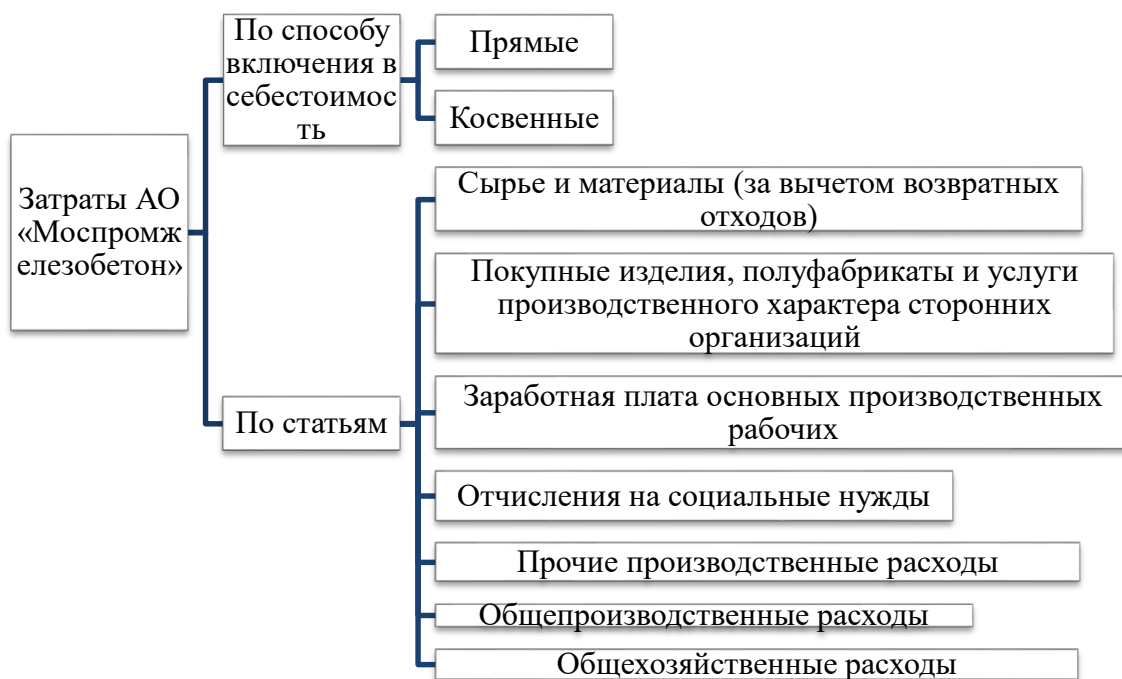 Затраты АО
«Моспромж
елезобетон»
По способу
включения в
себестоимос
ть
Прямые
Косвенные
По статьям
Сырье и материалы (за вычетом возвратных
отходов)
Покупные изделия, полуфабрикаты и услуги
производственного характера сторонних
организаций
Заработная плата основных производственных
рабочих
Отчисления на социальные нужды
Прочие производственные расходы
Общепроизводственные расходы
Общехозяйственные расходы